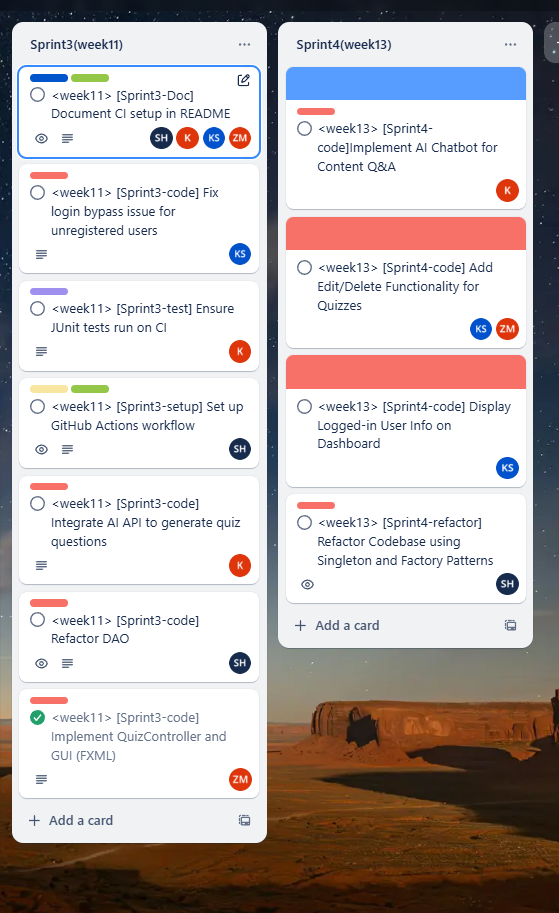 Sprint3(week11)
<week11> [Sprint3-Doc]
Document CI setup in README
SH K KS ZM
<week11> [Sprint3-code] Fix
login bypass issue for
unregistered users
KS
<week11> [Sprint3-test] Ensure
JUnit tests run on CI
K
<week11> [Sprint3-setup] Set up
GitHub Actions workflow
SH
<week11> [Sprint3-code]
Integrate AI API to generate quiz
questions
K
<week11> [Sprint3-code]
Refactor DAO
SH
<week11> [Sprint3-code]
Implement QuizController and
GUI (FXML)
ZM
Add a card
Sprint4(week13)
<week13> [Sprint4-
code]Implement AI Chatbot for
Content Q&A
K
<week13> [Sprint4-code] Add
Edit/Delete Functionality for
Quizzes
KS ZM
<week13> [Sprint4-code] Display
Logged-in User Info on
Dashboard
KS
<week13> [Sprint4-refactor]
Refactor Codebase using
Singleton and Factory Patterns
SH
Add a card